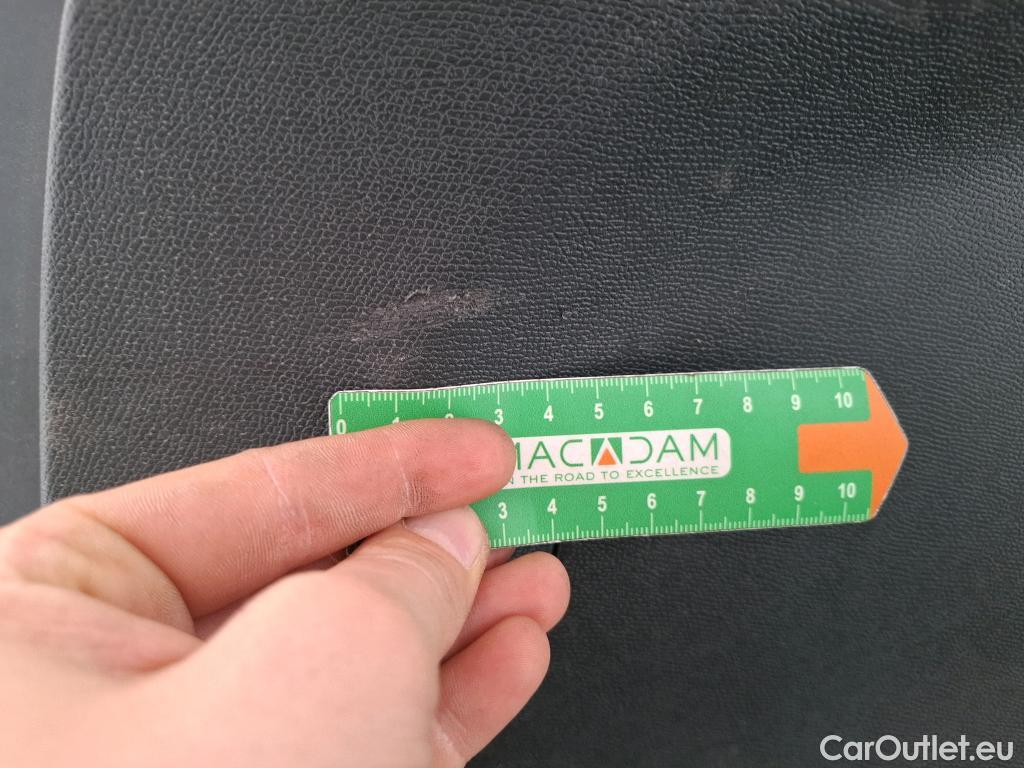 0 1 2 3 4 5 6 7 8 9 10
MACADAM
THE ROAD TO EXCELLENCE
3 4 5 6 7 8 9 10
CarOutlet.eu